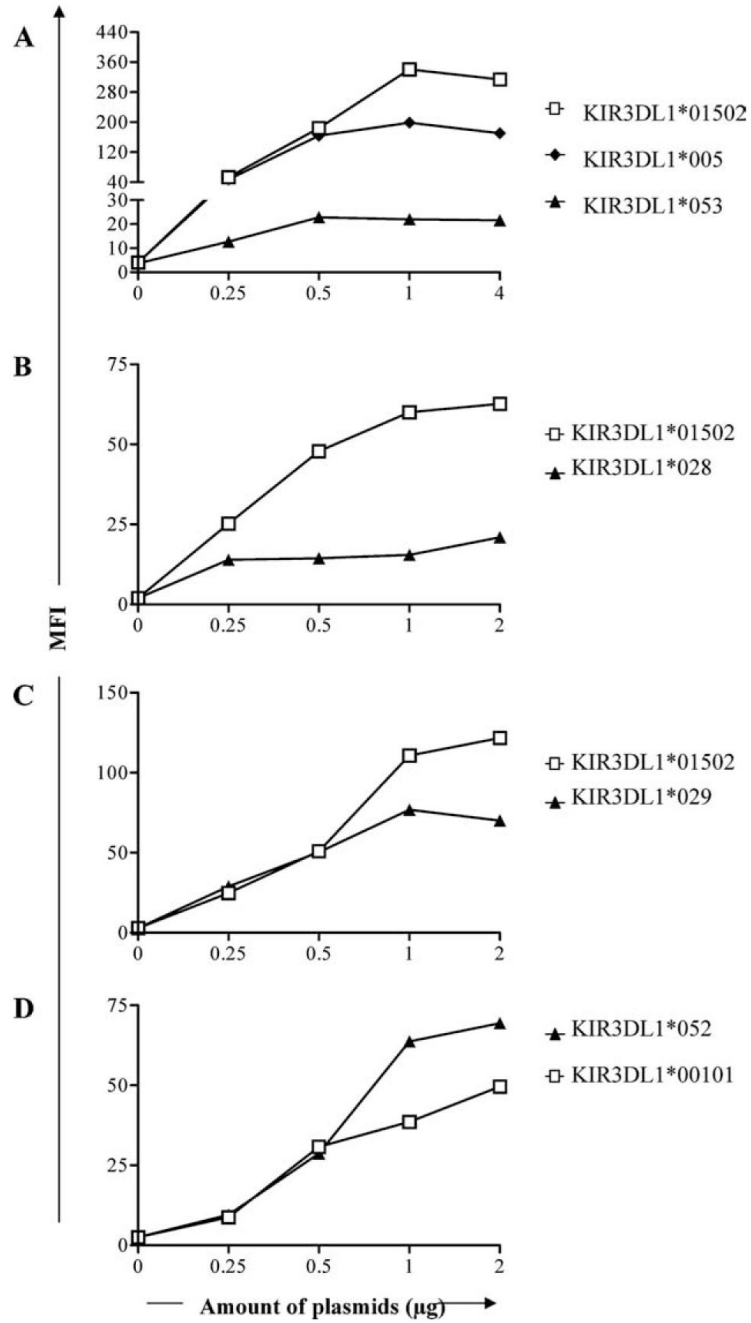 A
440
360
280
200
120
40
30
20
10
0
0 0.25 0.5 1 4
KIR3DL1*01502
KIR3DL1*005
KIR3DL1*053
B
75
50
25
0
0 0.25 0.5 1 2
KIR3DL1*01502
KIR3DL1*028
MFI
C
150
100
50
0
0 0.25 0.5 1 2
KIR3DL1*01502
KIR3DL1*029
D
75
50
25
0
0 0.25 0.5 1 2
KIR3DL1*052
KIR3DL1*00101
Amount of plasmids (µg)